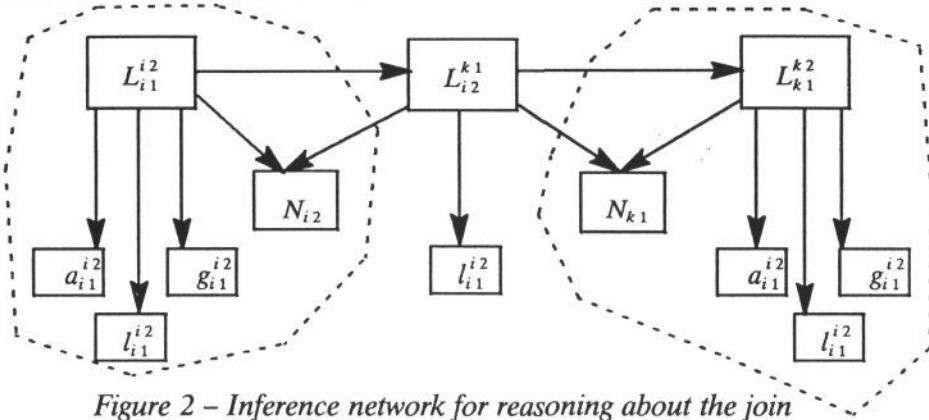 L_{i1}^{i2} L_{i2}^{k1} L_{k1}^{k2}
N_{i2} N_{k1}
a_{i1}^{i2} g_{i1}^{i2} l_{i1}^{i2} a_{i1}^{i2} g_{i1}^{i2}
l_{i1}^{i2} l_{i1}^{i2}
Figure 2 – Inference network for reasoning about the join